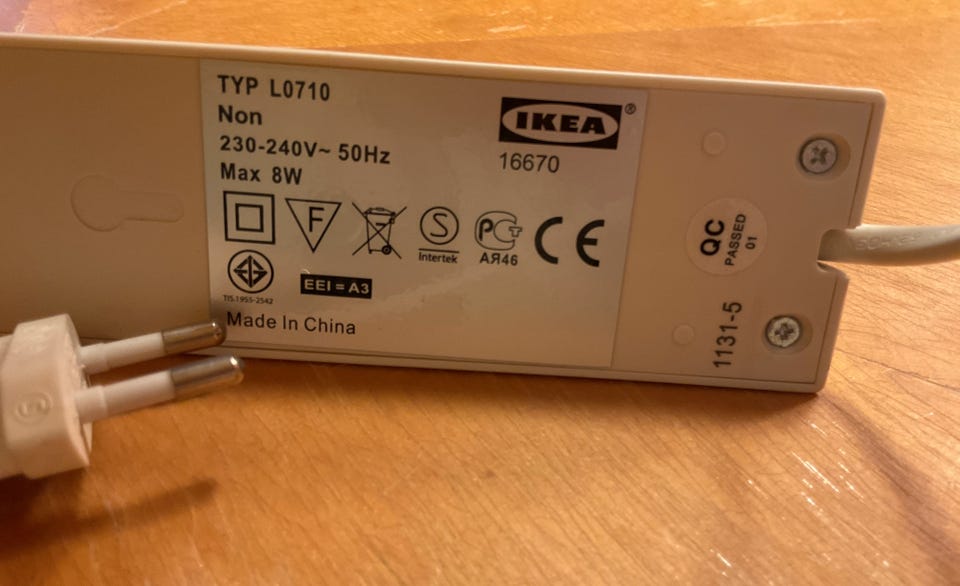 TYP L0710
Non
230-240V~ 50Hz
Max 8W
IKEA®
16670
F
S
Intertek
PCT
АЯ46
CE
TIS.1955-2542
EEI = A3
Made In China
QC
PASSED
01
1131-5